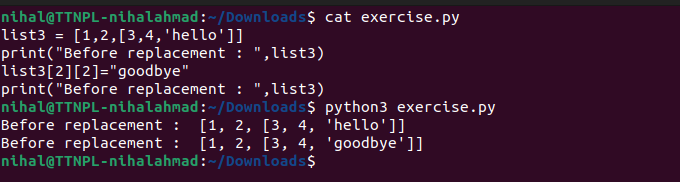 nihal@TTNPL-nihalahmad:~/Downloads$ cat exercise.py
list3 = [1,2,[3,4,'hello']]
print("Before replacement : ",list3)
list3[2][2]="goodbye"
print("Before replacement : ",list3)
nihal@TTNPL-nihalahmad:~/Downloads$ python3 exercise.py
Before replacement :  [1, 2, [3, 4, 'hello']]
Before replacement :  [1, 2, [3, 4, 'goodbye']]
nihal@TTNPL-nihalahmad:~/Downloads$